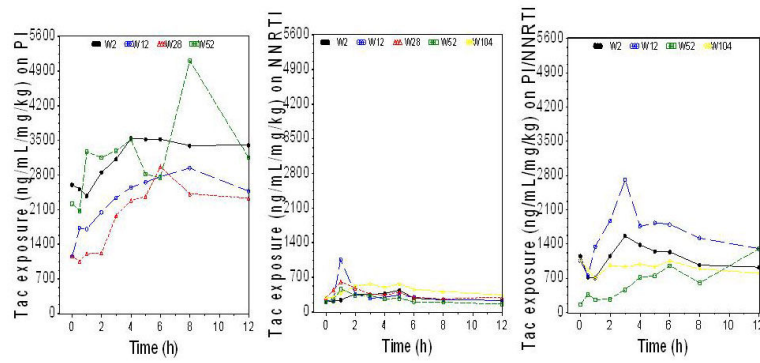 Tac exposure (ng/mL/mg/kg) on PI
5600
4900
4200
3500
2800
2100
1400
700
0
W2 W12 W28 W52
0 2 4 6 8 10 12
Time (h)
Tac exposure (ng/mL/mg/kg) on NNRTI
5600
4900
4200
3500
2800
2100
1400
700
0
W2 W12 W28 W52 W104
0 2 4 6 8 10 12
Time (h)
Tac exposure (ng/mL/mg/kg) on PI/NNRTI
5600
4900
4200
3500
2800
2100
1400
700
0
W2 W12 W52 W104
0 2 4 6 8 10 12
Time (h)